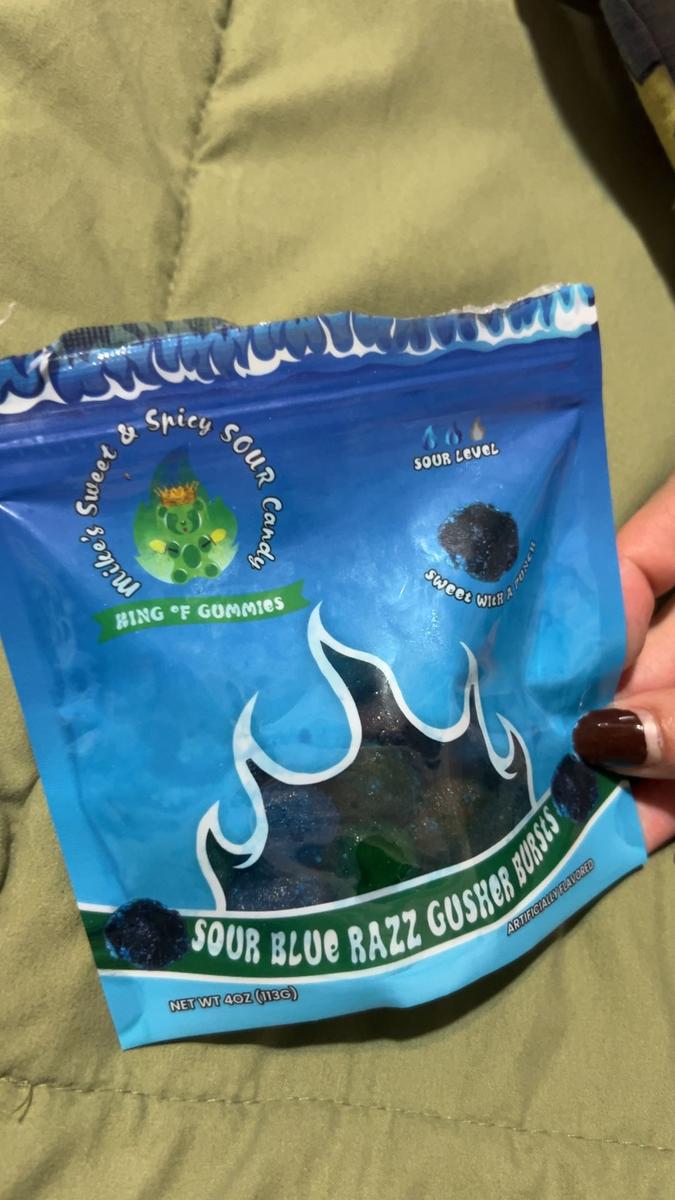 Mike's Sweet & Spicy SOUR Candy
KING OF GUMMIES
SOUR LEVEL
SWEET WITH A PUNCH
SOUR BLUE RAZZ GUSHER BURSTS
ARTIFICIALLY FLAVORED
NET WT 4OZ (113G)